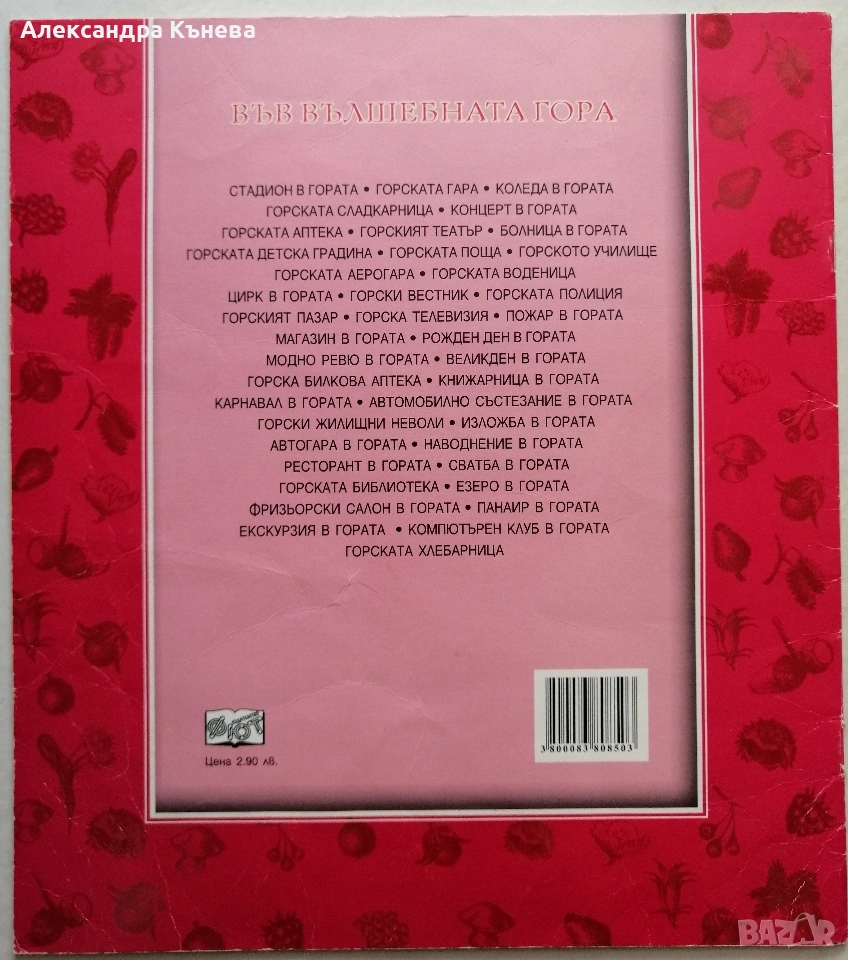 Александра Кънева
ВЪВ ВЪЛШЕБНАТА ГОРА
СТАДИОН В ГОРАТА • ГОРСКАТА ГАРА • КОЛЕДА В ГОРАТА
ГОРСКАТА СЛАДКАРНИЦА • КОНЦЕРТ В ГОРАТА
ГОРСКАТА АПТЕКА • ГОРСКИЯТ ТЕАТЪР • БОЛНИЦА В ГОРАТА
ГОРСКАТА ДЕТСКА ГРАДИНА • ГОРСКАТА ПОЩА • ГОРСКОТО УЧИЛИЩЕ
ГОРСКАТА АЕРОГАРА • ГОРСКАТА ВОДЕНИЦА
ЦИРК В ГОРАТА • ГОРСКИ ВЕСТНИК • ГОРСКАТА ПОЛИЦИЯ
ГОРСКИЯТ ПАЗАР • ГОРСКА ТЕЛЕВИЗИЯ • ПОЖАР В ГОРАТА
МАГАЗИН В ГОРАТА • РОЖДЕН ДЕН В ГОРАТА
МОДНО РЕВЮ В ГОРАТА • ВЕЛИКДЕН В ГОРАТА
ГОРСКА БИЛКОВА АПТЕКА • КНИЖАРНИЦА В ГОРАТА
КАРНАВАЛ В ГОРАТА • АВТОМОБИЛНО СЪСТЕЗАНИЕ В ГОРАТА
ГОРСКИ ЖИЛИЩНИ НЕВОЛИ • ИЗЛОЖБА В ГОРАТА
АВТОГАРА В ГОРАТА • НАВОДНЕНИЕ В ГОРАТА
РЕСТОРАНТ В ГОРАТА • СВАТБА В ГОРАТА
ГОРСКАТА БИБЛИОТЕКА • ЕЗЕРО В ГОРАТА
ФРИЗЬОРСКИ САЛОН В ГОРАТА • ПАНАИР В ГОРАТА
ЕКСКУРЗИЯ В ГОРАТА • КОМПЮТЪРЕН КЛУБ В ГОРАТА
ГОРСКАТА ХЛЕБАРНИЦА
ФЮТ
Цена 2.90 лв.
3800083808503
BAZAR